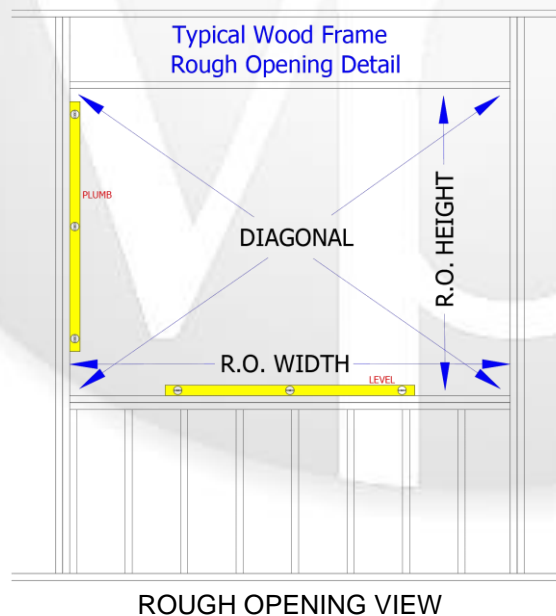 Typical Wood Frame
Rough Opening Detail
PLUMB
DIAGONAL
R.O. HEIGHT
R.O. WIDTH
LEVEL
ROUGH OPENING VIEW